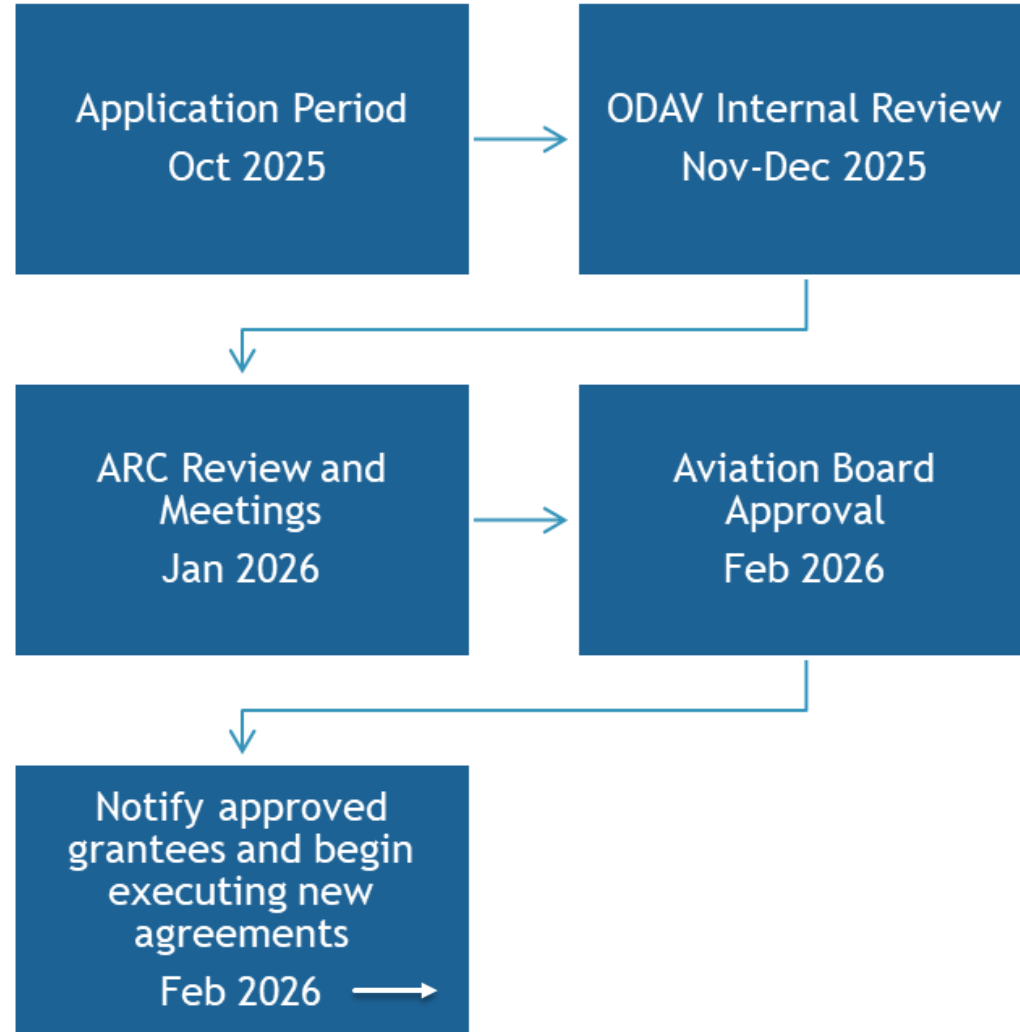 Application Period
Oct 2025
ODAV Internal Review
Nov-Dec 2025
ARC Review and
Meetings
Jan 2026
Aviation Board
Approval
Feb 2026
Notify approved
grantees and begin
executing new
agreements
Feb 2026